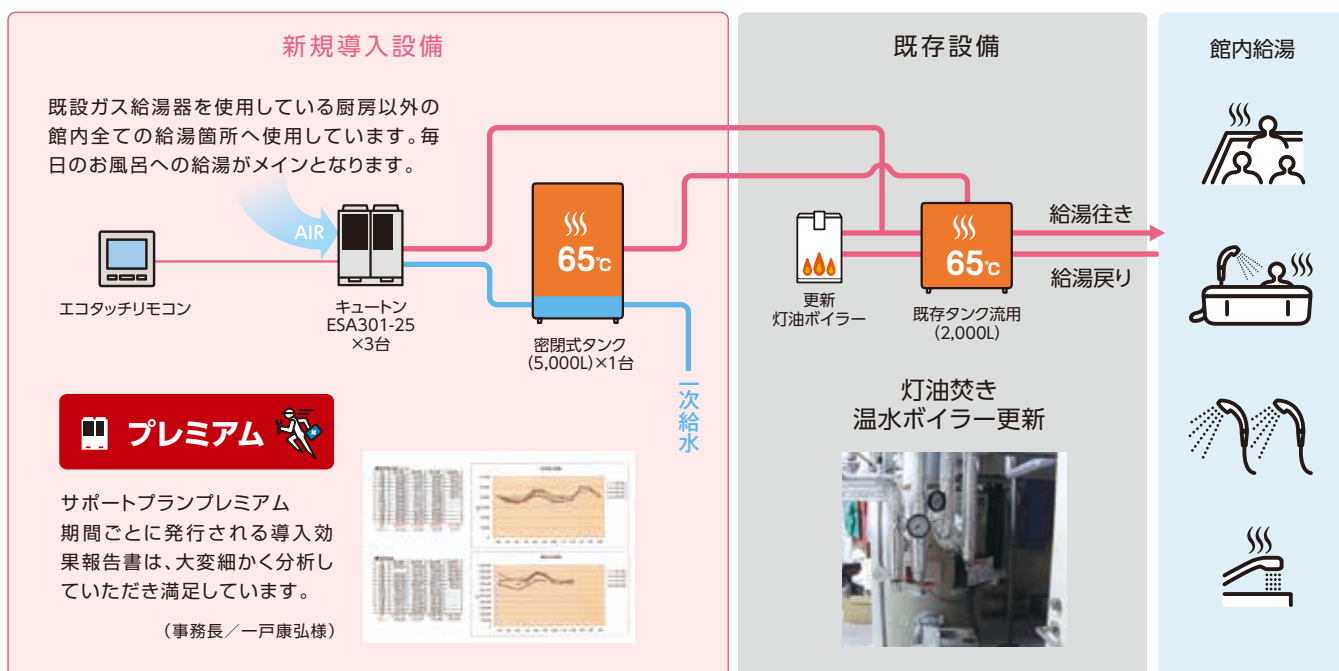 新規導入設備
既設ガス給湯器を使用している厨房以外の
館内全ての給湯箇所へ使用しています。毎
日のお風呂への給湯がメインとなります。
AIR
エコタッチリモコン
キュートン
ESA301-25
×3台
65℃
密閉式タンク
(5,000L)×1台
一次給水
プレミアム
サポートプランプレミアム
期間ごとに発行される導入効
果報告書は、大変細かく分析し
ていただき満足しています。
(事務長／一戸康弘様)
既存設備
更新
灯油ボイラー
65℃
既存タンク流用
(2,000L)
給湯往き
給湯戻り
灯油焚き
温水ボイラー更新
館内給湯